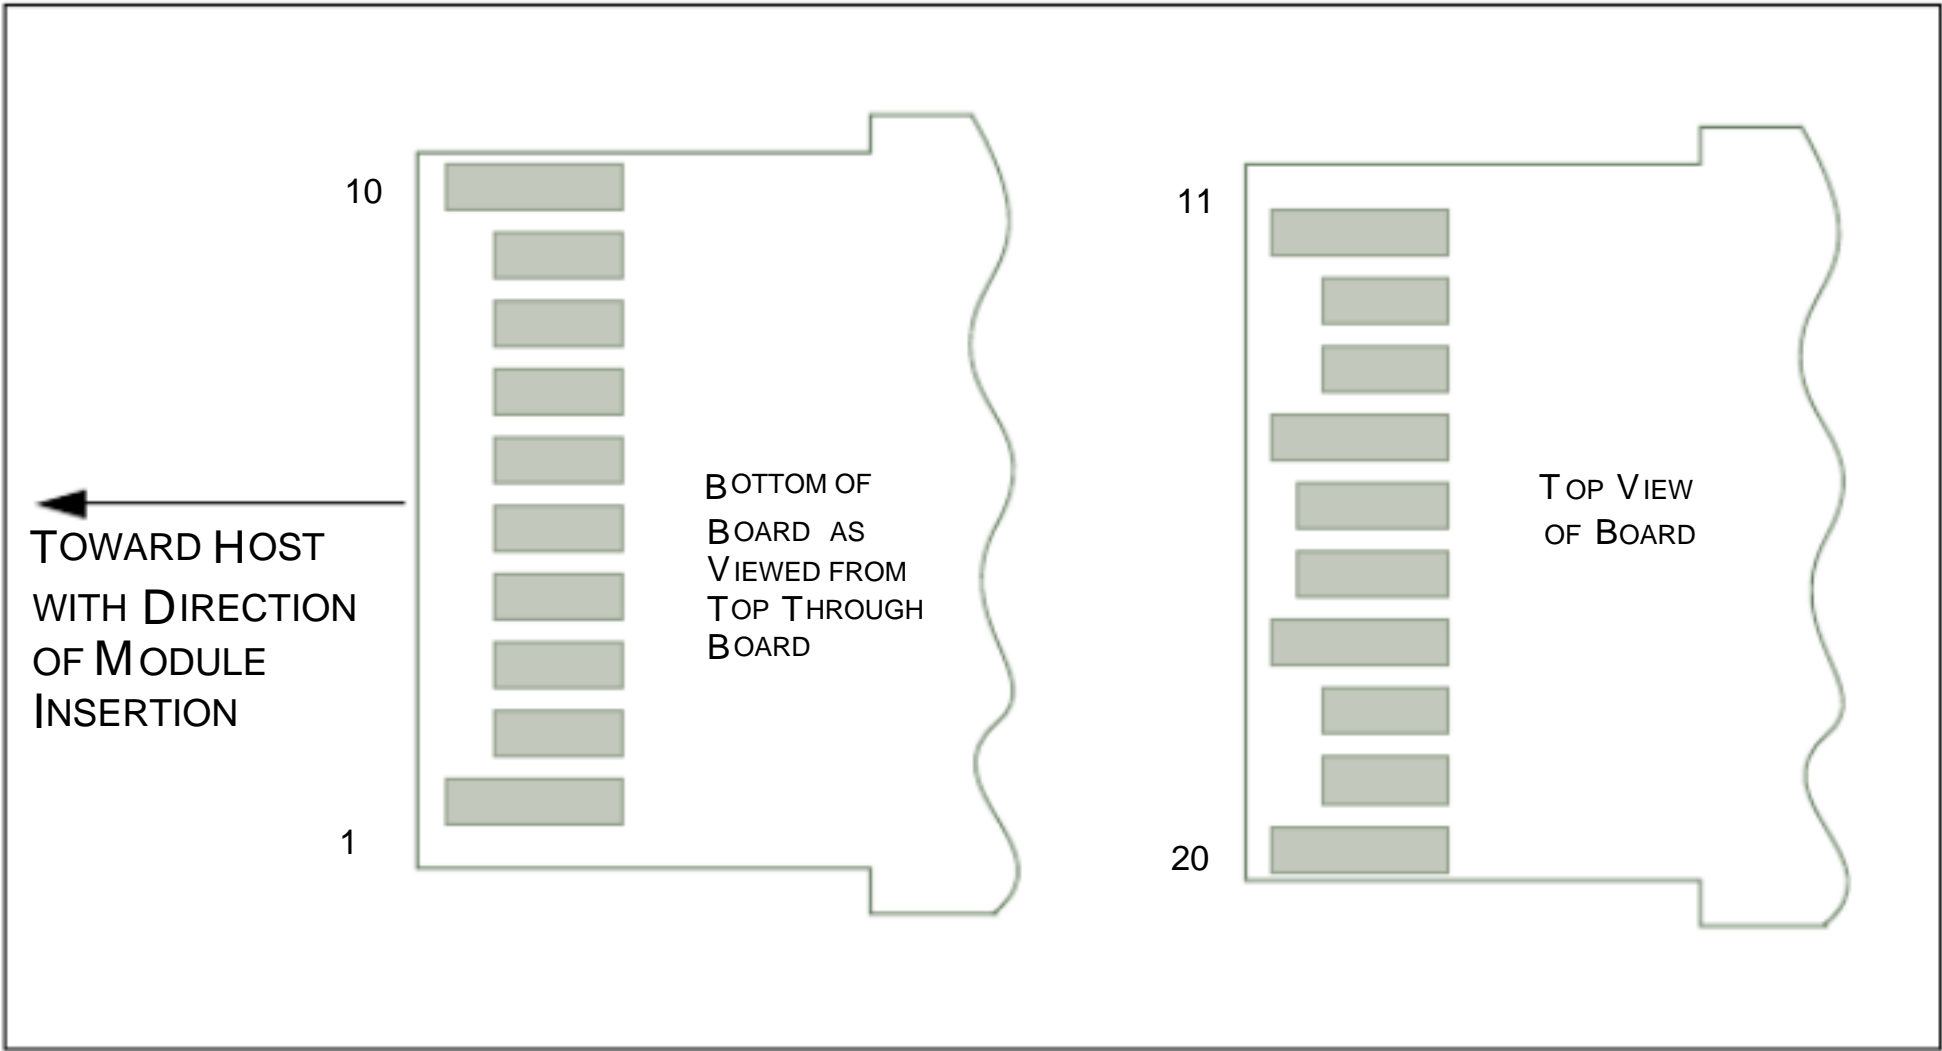 10
1
TOWARD HOST
WITH DIRECTION
OF MODULE
INSERTION
BOTTOM OF
BOARD AS
VIEWED FROM
TOP THROUGH
BOARD
11
20
TOP VIEW
OF BOARD